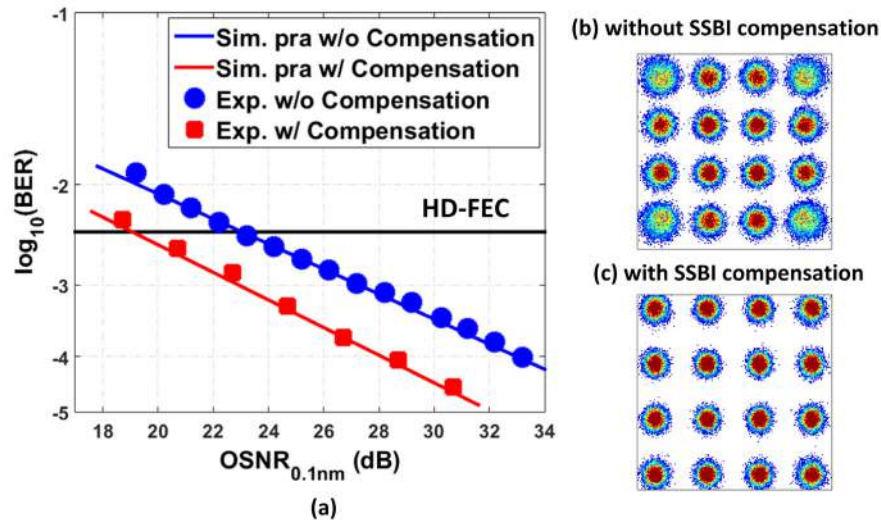 -1
Sim. pra w/o Compensation
Sim. pra w/ Compensation
Exp. w/o Compensation
Exp. w/ Compensation
-2
HD-FEC
-3
-4
-5
log10(BER)
18 20 22 24 26 28 30 32 34
OSNR0.1nm (dB)
(a)
(b) without SSBI compensation
(c) with SSBI compensation